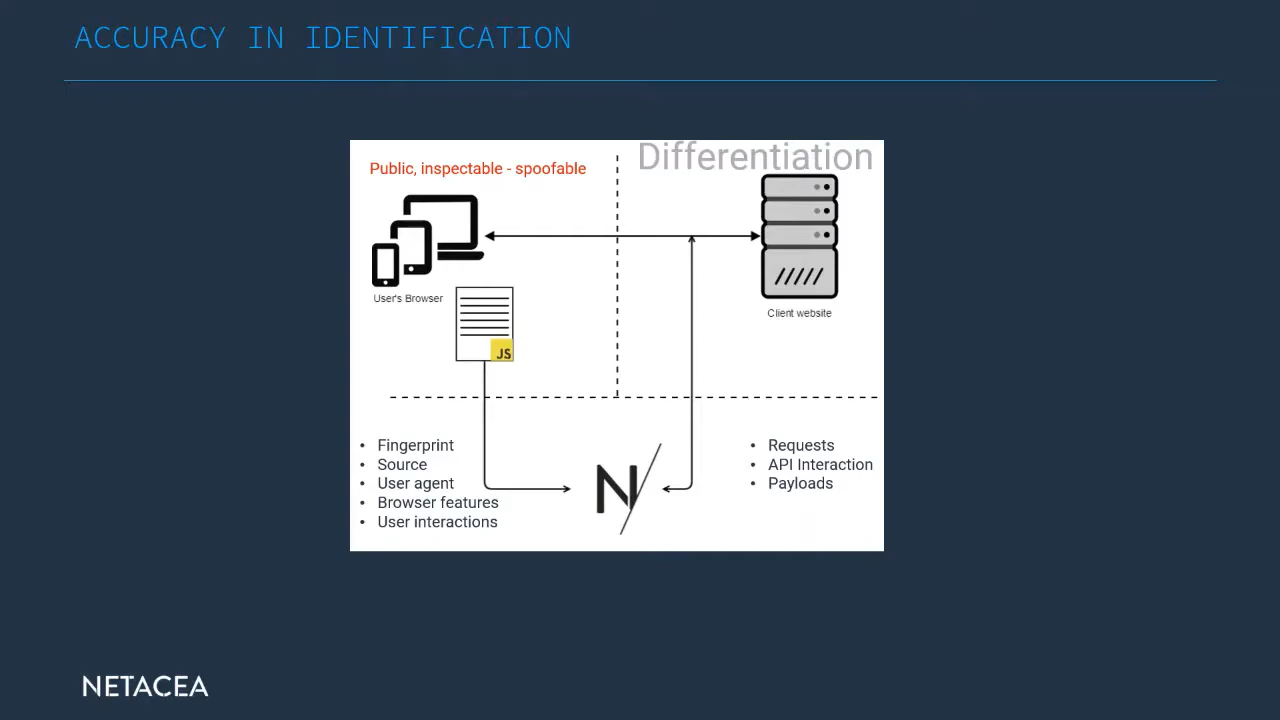 ACCURACY IN IDENTIFICATION
Public, inspectable - spoofable
Differentiation
User's Browser
Client website
JS
• Fingerprint
• Source
• User agent
• Browser features
• User interactions
N
• Requests
• API Interaction
• Payloads
NETACEA